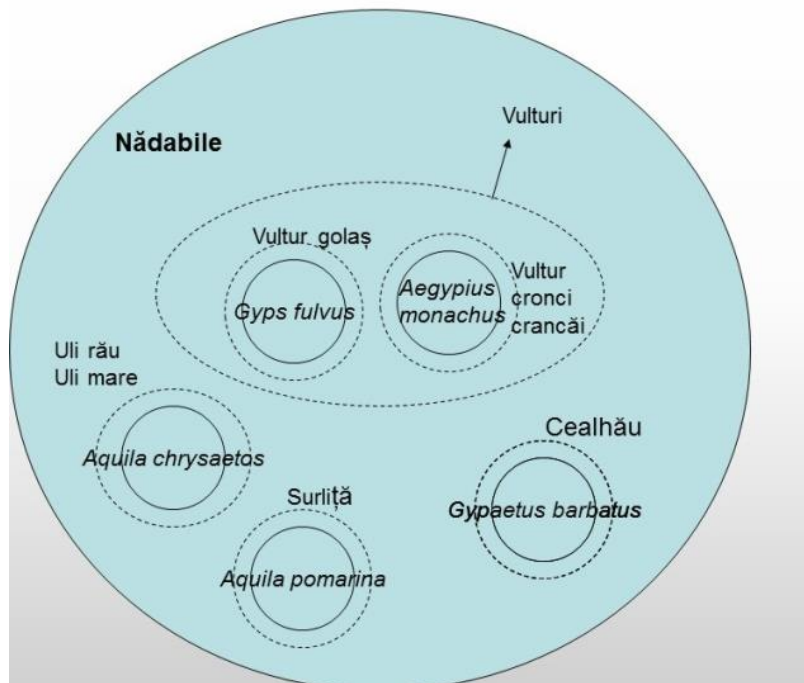 Vulturi
Nădabile
Vultur golaș
Gyps fulvus
Aegypius
monachus
Vultur
cronci
crancăi
Uli rău
Uli mare
Aquila chrysaetos
Cealhău
Gypaetus barbatus
Surliță
Aquila pomarina